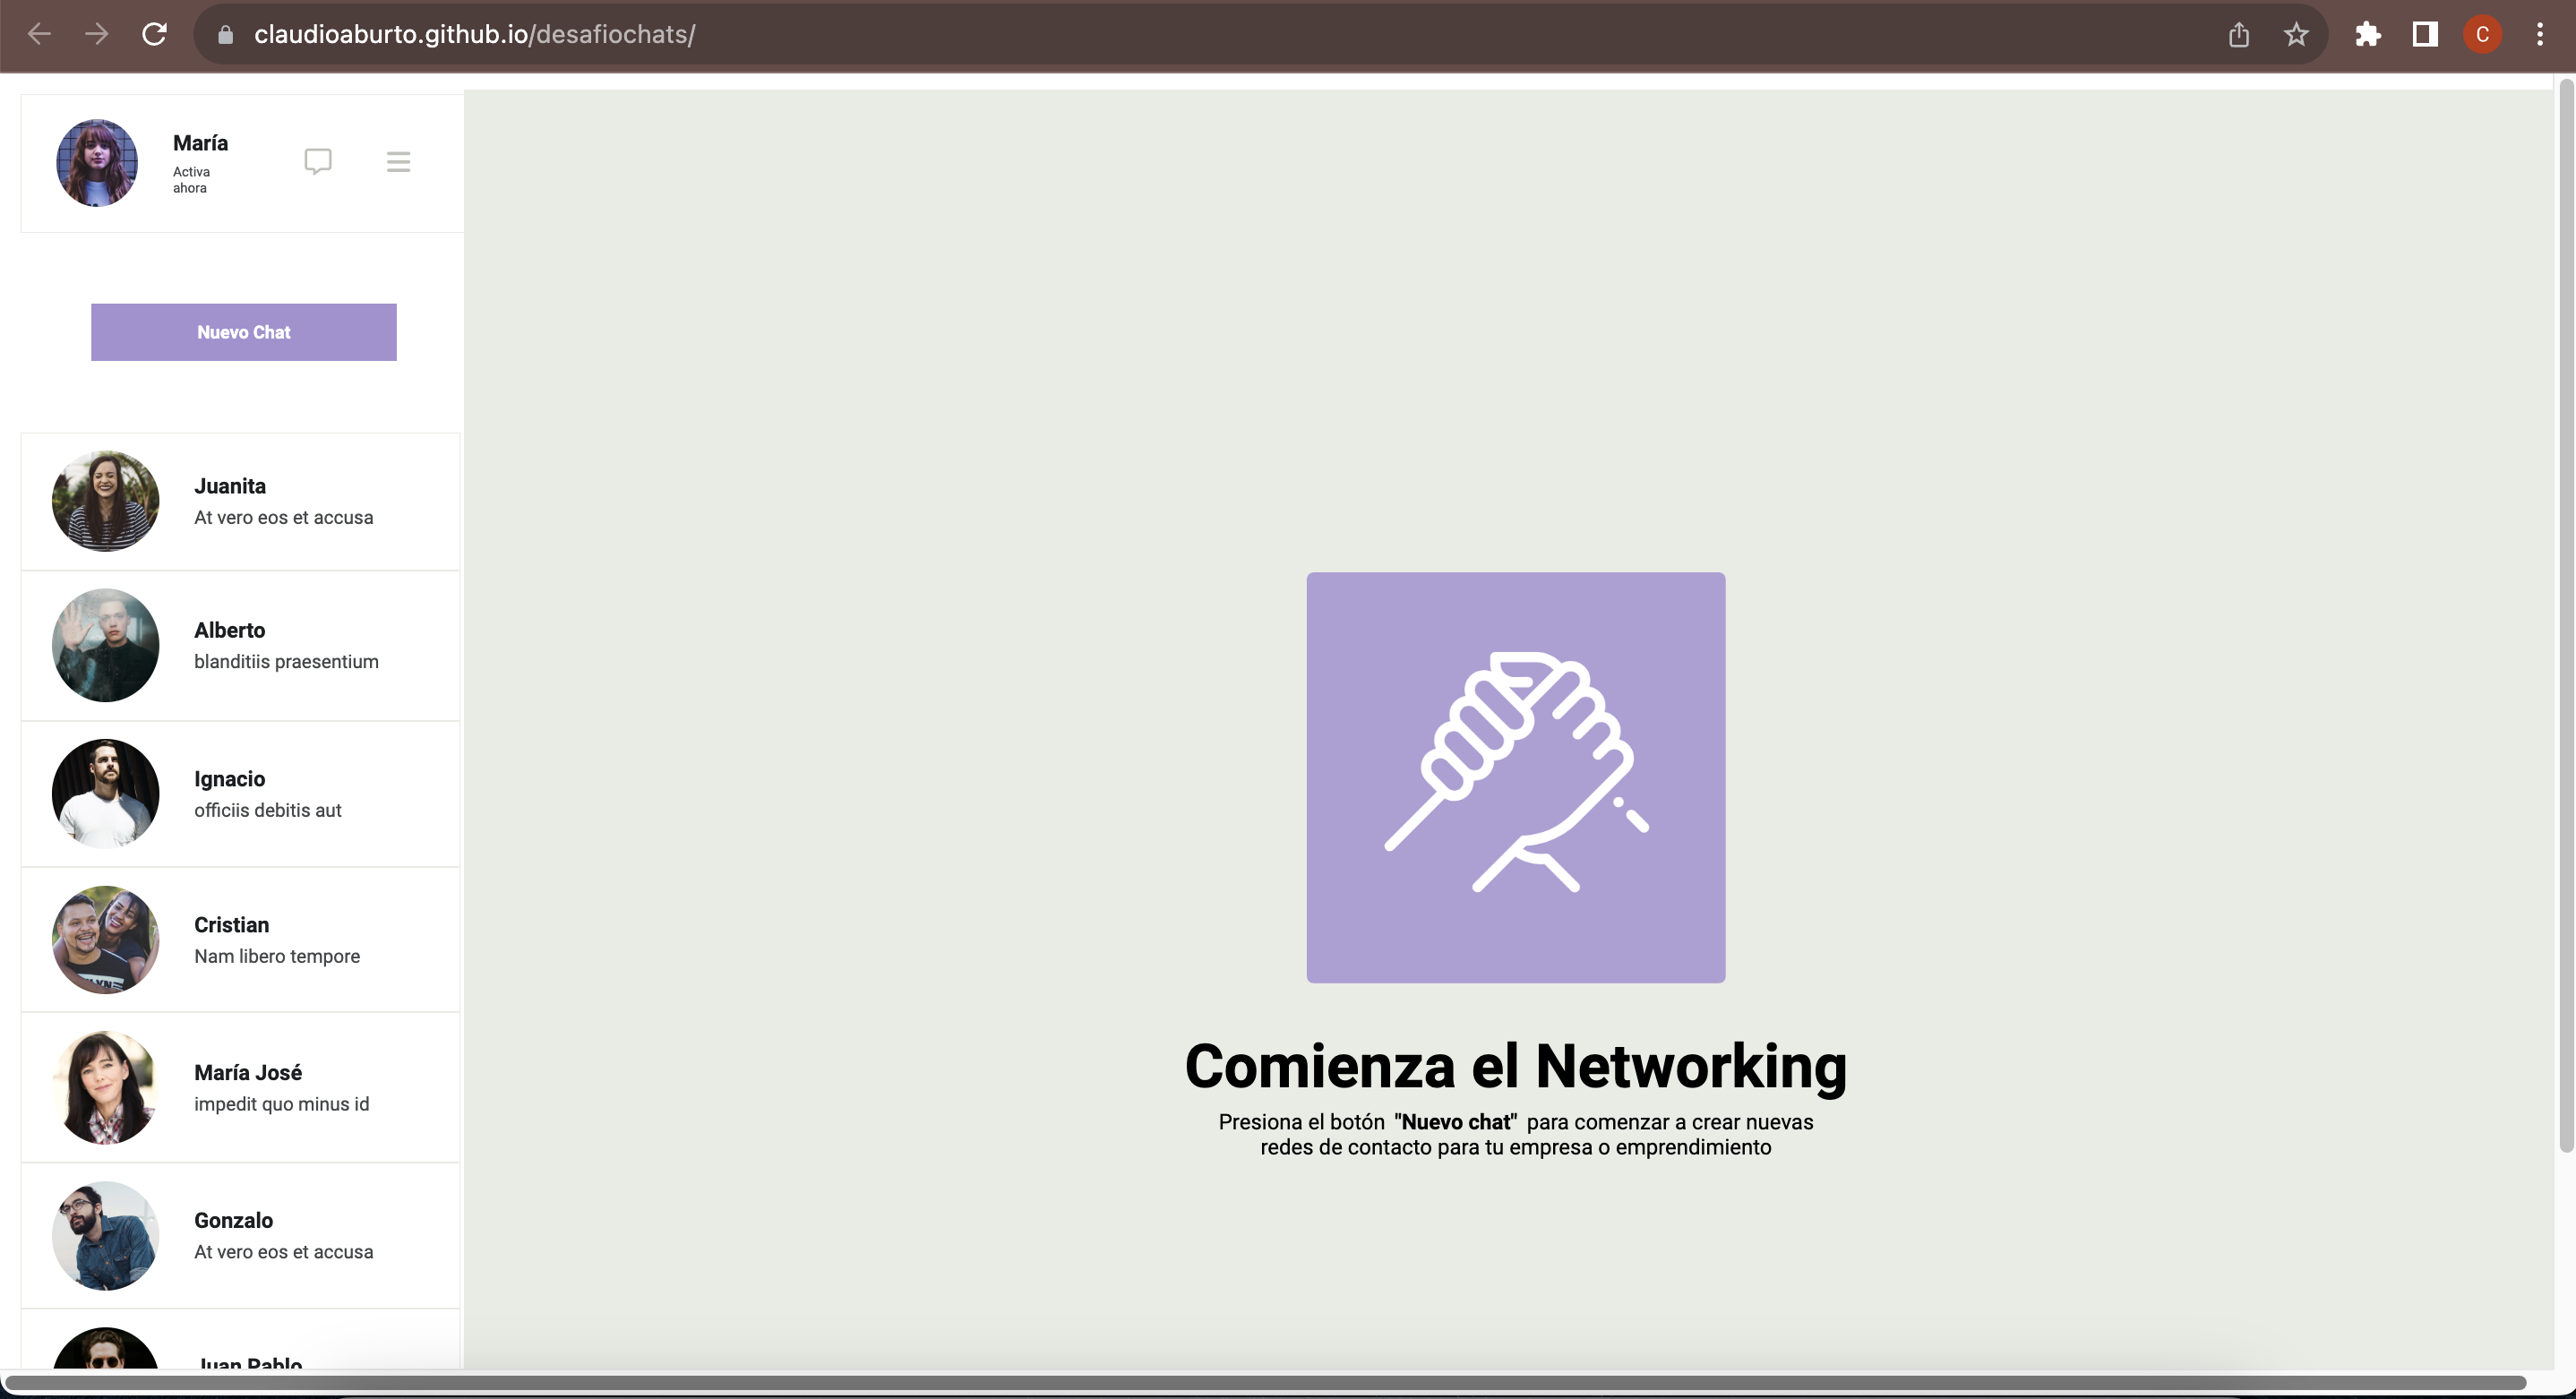 claudioaburto.github.io/desafiochats/
C
María
Activa
ahora
Nuevo Chat
Juanita
At vero eos et accusa
Alberto
blanditiis praesentium
Ignacio
officiis debitis aut
Cristian
Nam libero tempore
María José
impedit quo minus id
Gonzalo
At vero eos et accusa
Juan Pablo
Comienza el Networking
Presiona el botón "Nuevo chat" para comenzar a crear nuevas
redes de contacto para tu empresa o emprendimiento